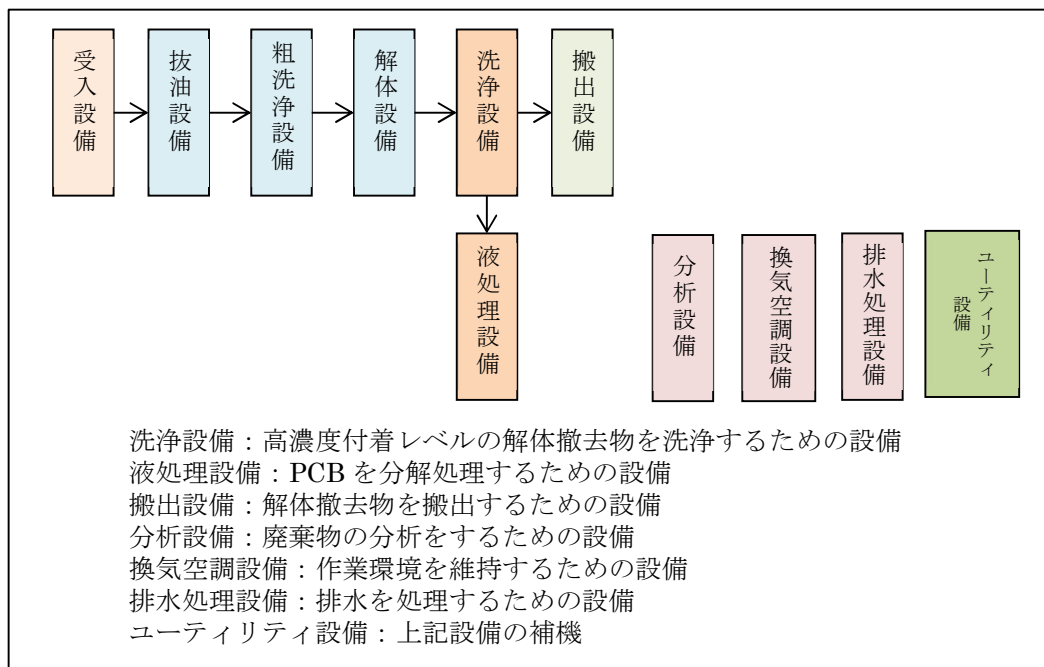 受入設備
抜油設備
粗洗浄設備
解体設備
洗浄設備
搬出設備
液処理設備
分析設備
換気空調設備
排水処理設備
ユーティリティ
設備
洗浄設備：高濃度付着レベルの解体撤去物を洗浄するための設備
液処理設備：PCB を分解処理するための設備
搬出設備：解体撤去物を搬出するための設備
分析設備：廃棄物の分析をするための設備
換気空調設備：作業環境を維持するための設備
排水処理設備：排水を処理するための設備
ユーティリティ設備：上記設備の補機